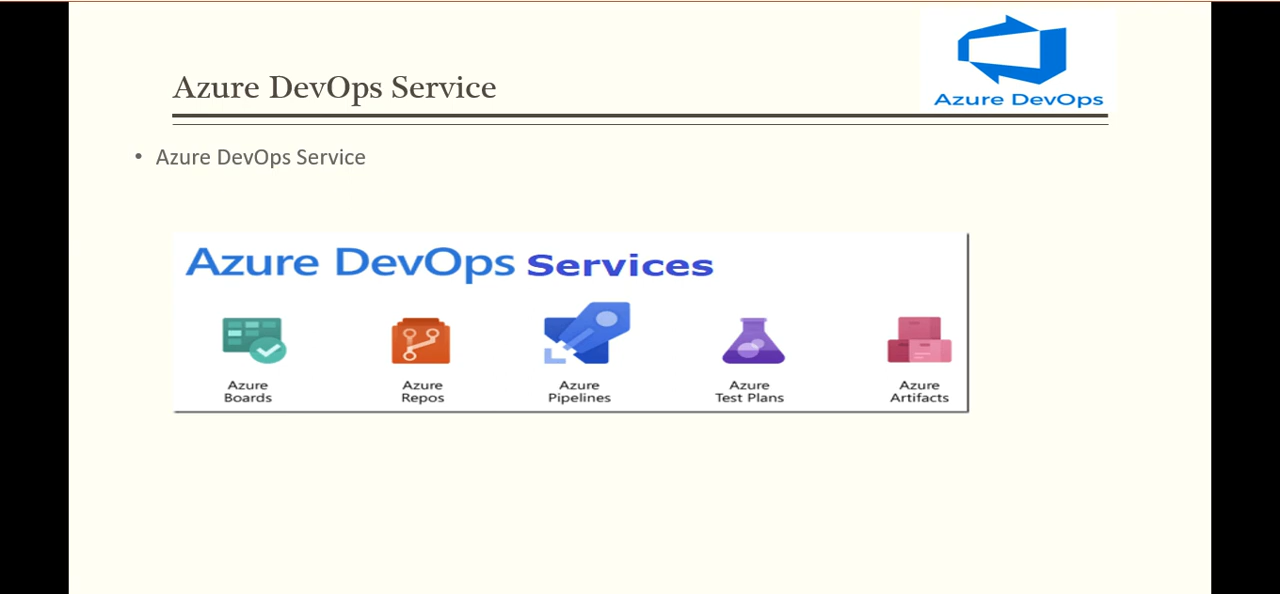 Azure DevOps
Azure DevOps Service
• Azure DevOps Service
Azure DevOps Services
Azure
Boards
Azure
Repos
Azure
Pipelines
Azure
Test Plans
Azure
Artifacts